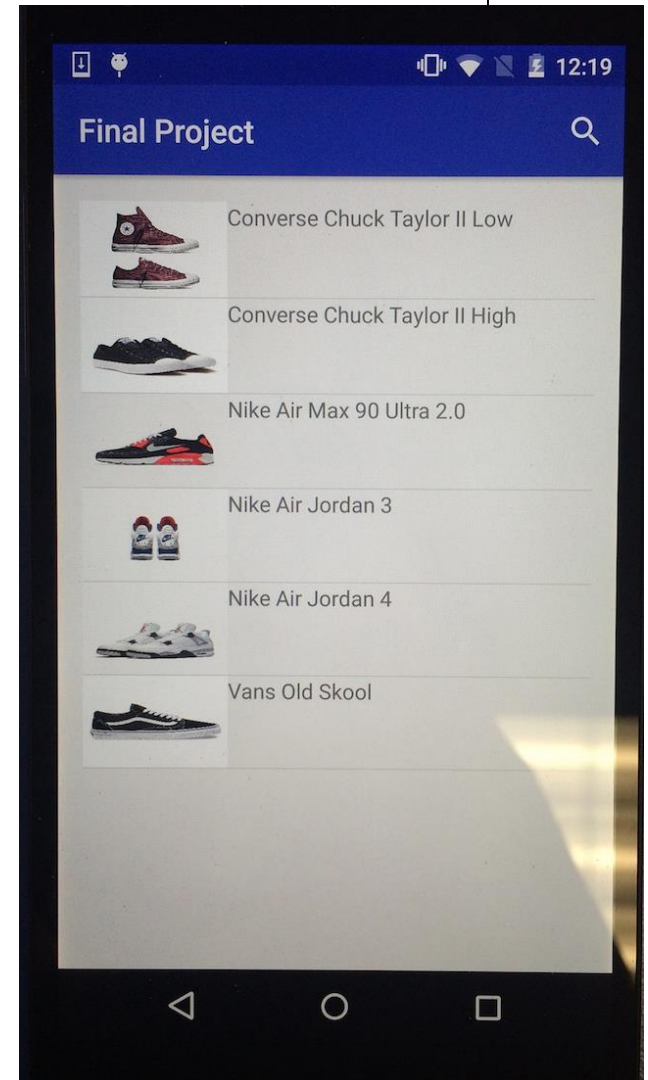 12:19
Final Project
Converse Chuck Taylor II Low
Converse Chuck Taylor II High
Nike Air Max 90 Ultra 2.0
Nike Air Jordan 3
Nike Air Jordan 4
Vans Old Skool